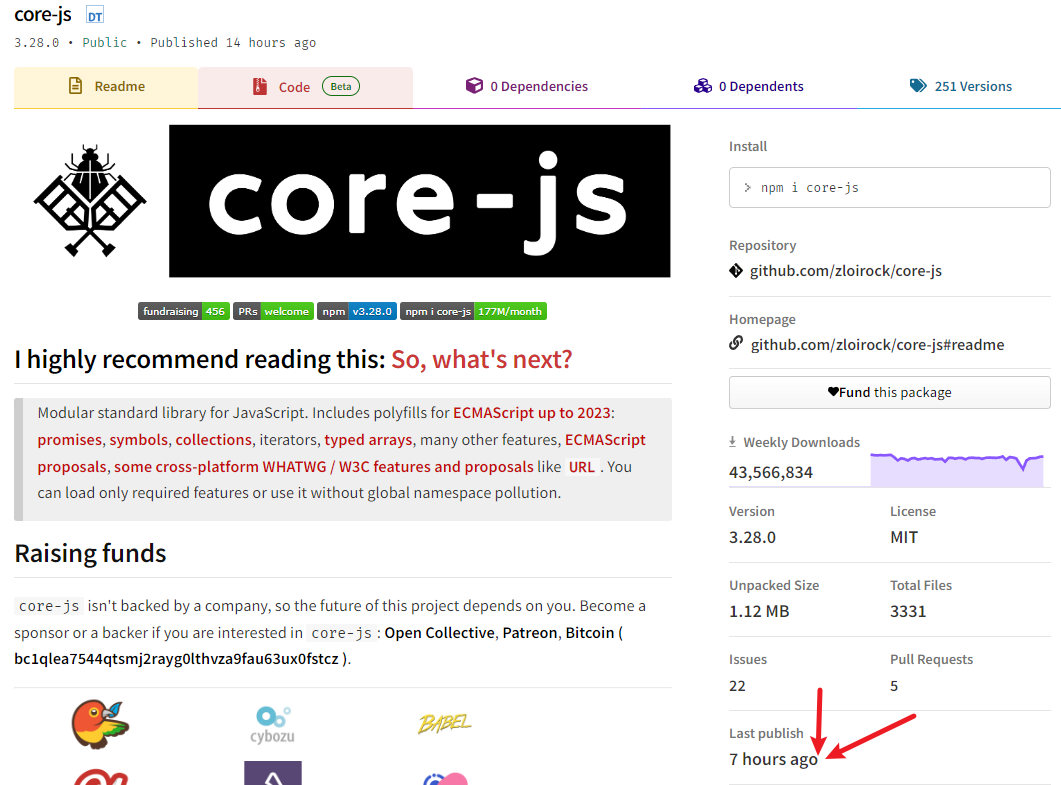 core-js DT
3.28.0 • Public • Published 14 hours ago
Readme
Code Beta
0 Dependencies
0 Dependents
251 Versions
core-js
fundraising 456 PRs welcome npm v3.28.0 npm i core-js 177M/month
I highly recommend reading this: So, what's next?
Modular standard library for JavaScript. Includes polyfills for ECMAScript up to 2023:
promises, symbols, collections, iterators, typed arrays, many other features, ECMAScript
proposals, some cross-platform WHATWG / W3C features and proposals like URL . You
can load only required features or use it without global namespace pollution.
Raising funds
core-js isn't backed by a company, so the future of this project depends on you. Become a
sponsor or a backer if you are interested in core-js : Open Collective, Patreon, Bitcoin (
bc1qlea7544qtsmj2rayg0lthvza9fau63ux0fstcz ).
cybozu
BABEL
Install
> npm i core-js
Repository
github.com/zloirock/core-js
Homepage
github.com/zloirock/core-js#readme
Fund this package
Weekly Downloads
43,566,834
Version License
3.28.0 MIT
Unpacked Size Total Files
1.12 MB 3331
Issues Pull Requests
22 5
Last publish
7 hours ago